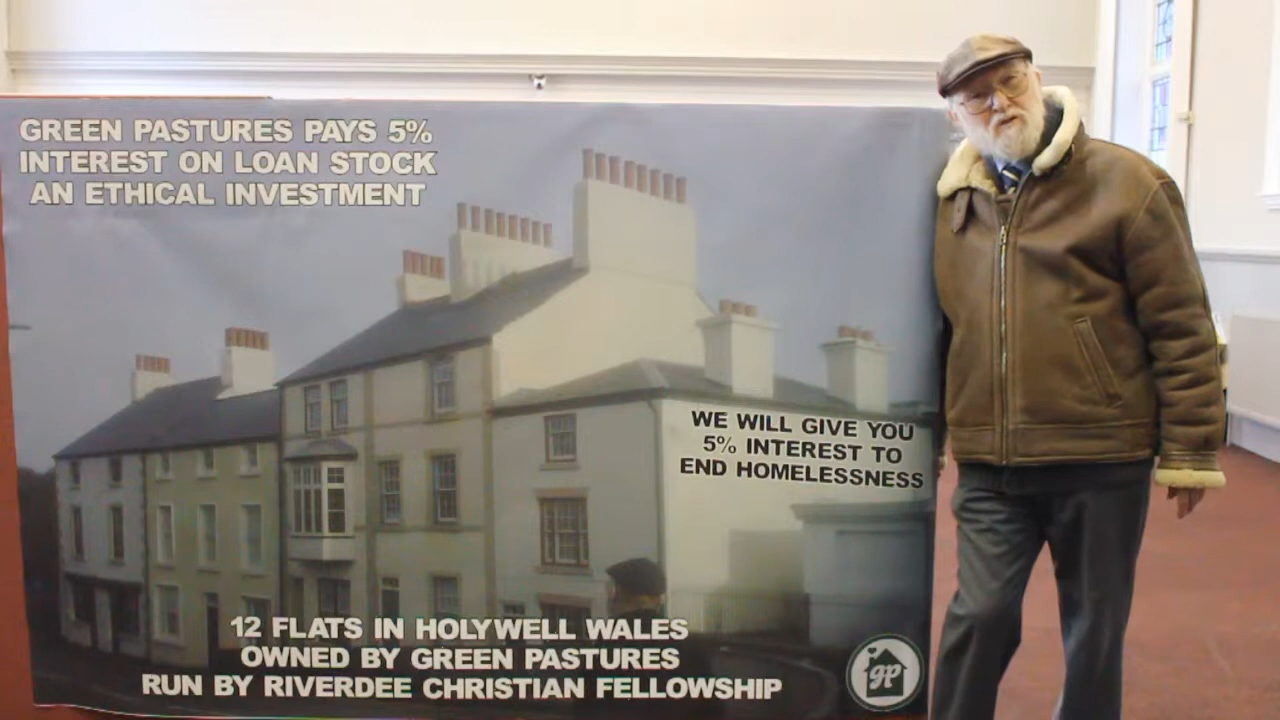 GREEN PASTURES PAYS 5%
INTEREST ON LOAN STOCK
AN ETHICAL INVESTMENT
WE WILL GIVE YOU
5% INTEREST TO
END HOMELESSNESS
12 FLATS IN HOLYWELL WALES
OWNED BY GREEN PASTURES
RUN BY RIVERDEE CHRISTIAN FELLOWSHIP
gp